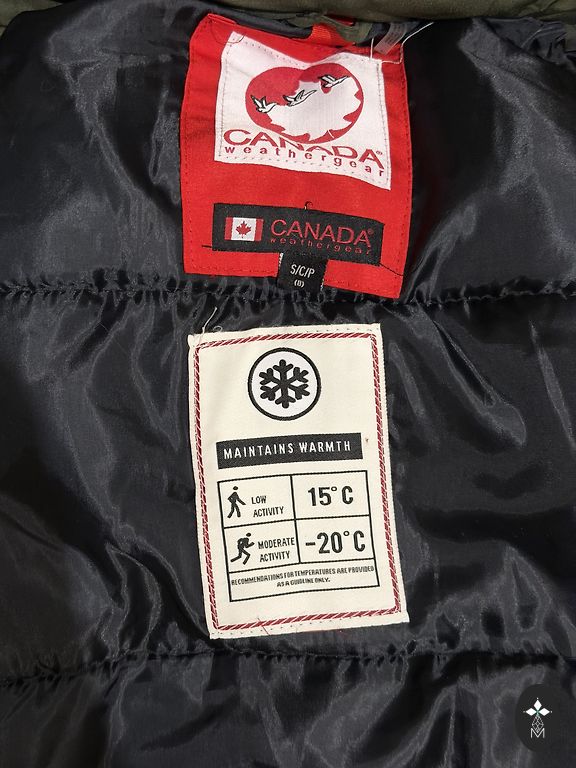 CANADA®
weathergear
CANADA®
weathergear
S/C/P
(8)
MAINTAINS WARMTH
LOW
ACTIVITY
15°C
MODERATE
ACTIVITY
-20°C
RECOMMENDATIONS FOR TEMPERATURES ARE PROVIDED
AS A GUIDLINE ONLY.
M